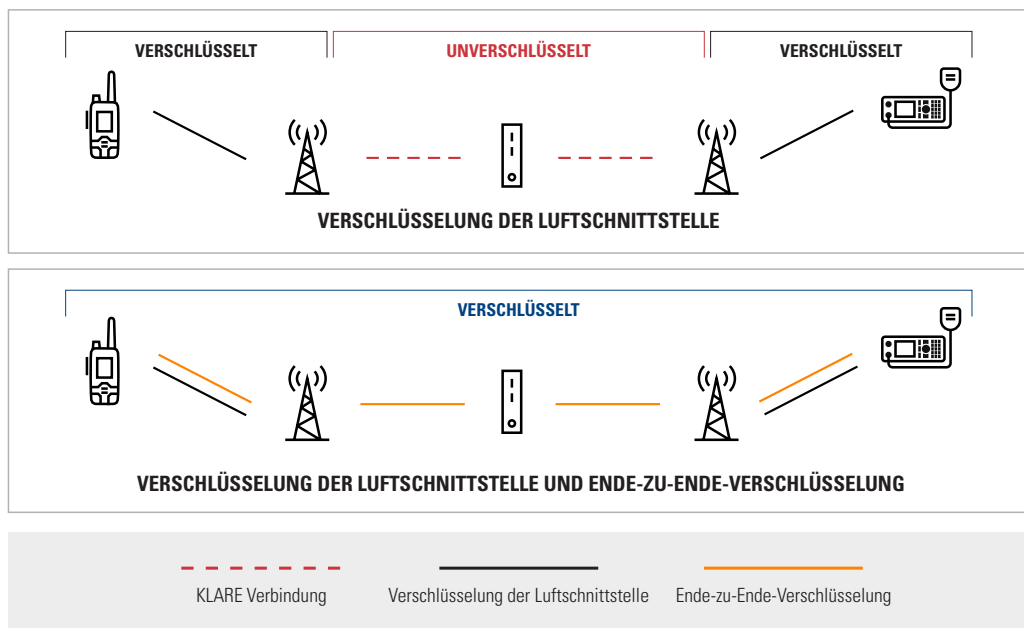 VERSCHLÜSSELT
UNVERSCHLÜSSELT
VERSCHLÜSSELT
VERSCHLÜSSELUNG DER LUFTSCHNITTSTELLE
VERSCHLÜSSELT
VERSCHLÜSSELUNG DER LUFTSCHNITTSTELLE UND ENDE-ZU-ENDE-VERSCHLÜSSELUNG
KLARE Verbindung
Verschlüsselung der Luftschnittstelle
Ende-zu-Ende-Verschlüsselung